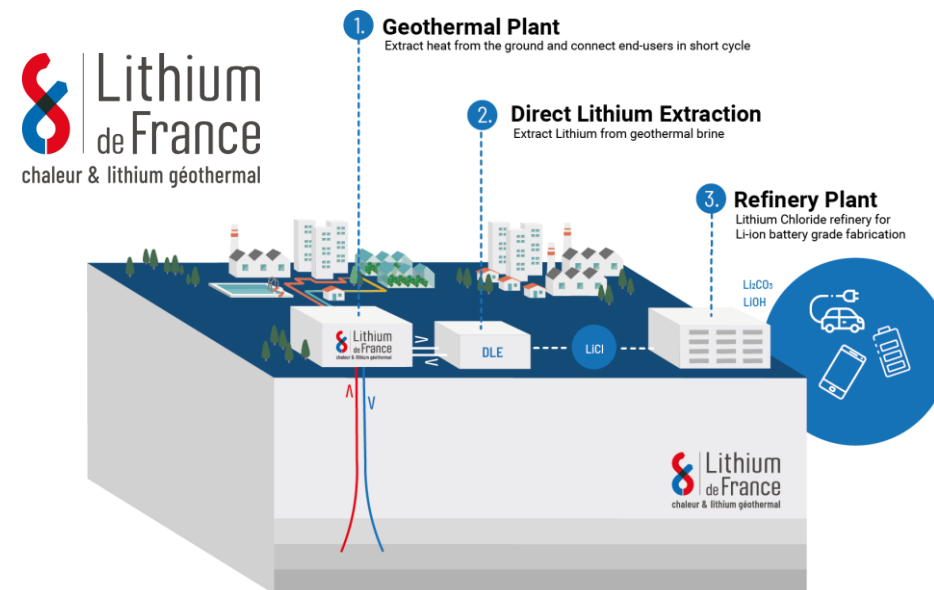 1.
Geothermal Plant
Extract heat from the ground and connect end-users in short cycle
Lithium
de France
chaleur & lithium géothermal
2.
Direct Lithium Extraction
Extract Lithium from geothermal brine
3.
Refinery Plant
Lithium Chloride refinery for
Li-ion battery grade fabrication
Li₂CO₃
LiOH
Lithium
de France
chaleur & lithium géothermal
DLE
LiCl
Lithium
de France
chaleur & lithium géothermal